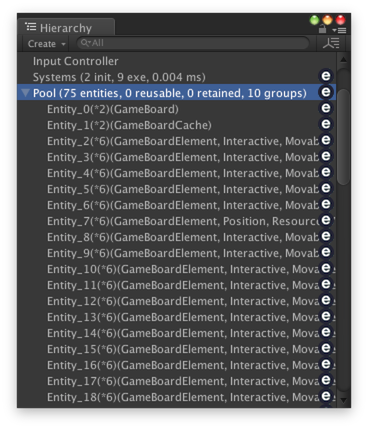 Hierarchy
Create
All
Input Controller
Systems (2 init, 9 exe, 0.004 ms)
Pool (75 entities, 0 reusable, 0 retained, 10 groups)
Entity_0(*2)(GameBoard)
Entity_1(*2)(GameBoardCache)
Entity_2(*6)(GameBoardElement, Interactive, Movab
Entity_3(*6)(GameBoardElement, Interactive, Movab
Entity_4(*6)(GameBoardElement, Interactive, Movab
Entity_5(*6)(GameBoardElement, Interactive, Movab
Entity_6(*6)(GameBoardElement, Interactive, Movab
Entity_7(*6)(GameBoardElement, Position, Resource
Entity_8(*6)(GameBoardElement, Interactive, Movab
Entity_9(*6)(GameBoardElement, Interactive, Movab
Entity_10(*6)(GameBoardElement, Interactive, Mova
Entity_11(*6)(GameBoardElement, Interactive, Mova
Entity_12(*6)(GameBoardElement, Interactive, Mova
Entity_13(*6)(GameBoardElement, Interactive, Mova
Entity_14(*6)(GameBoardElement, Interactive, Mova
Entity_15(*6)(GameBoardElement, Interactive, Mova
Entity_16(*6)(GameBoardElement, Interactive, Mova
Entity_17(*6)(GameBoardElement, Interactive, Mova
Entity_18(*6)(GameBoardElement, Interactive, Mova